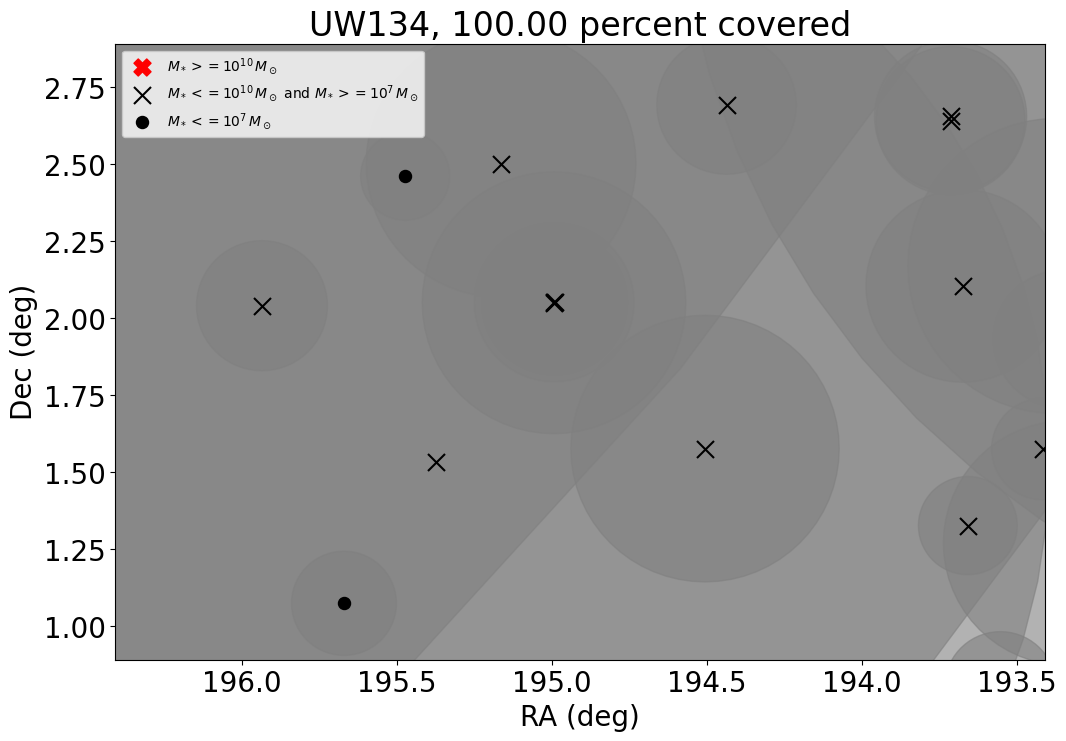 UW134, 100.00 percent covered
M* >= 10^10 M⊙
M* < = 10^10 M⊙ and M* >= 10^7 M⊙
M* <= 10^7 M⊙
2.75
2.50
2.25
2.00
1.75
1.50
1.25
1.00
Dec (deg)
196.0 195.5 195.0 194.5 194.0 193.5
RA (deg)